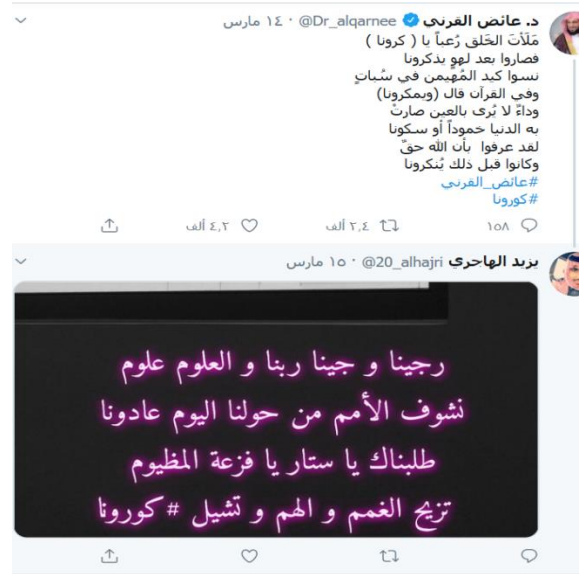 د. عائض القرني @Dr_alqarnee · ١٤ مارس
مَلَأتَ الخَلق رُعباً يا ( كرونا )
فصاروا بعد لهوٍ يذكرونا
نسوا كيد المُهيمن في سُباتٍ
وفي القرآن قال (ويمكرونا)
وداءٌ لا يُرى بالعين صارتْ
به الدنيا خموداً أو سكونا
لقد عرفوا بأن الله حقٌ
وكانوا قبل ذلك يُنكرونا
#عائض_القرني
#كورونا
١٥٨ ٢,٤ ألف ٤,٢ ألف
يزيد الهاجري @20_alhajri · ١٥ مارس
رجينا و جينا ربنا و العلوم علوم
نشوف الأمم من حولنا اليوم عادونا
طلبناك يا ستار يا فزعة المظيوم
تزيح الغمم و الهم و تشيل #كورونا